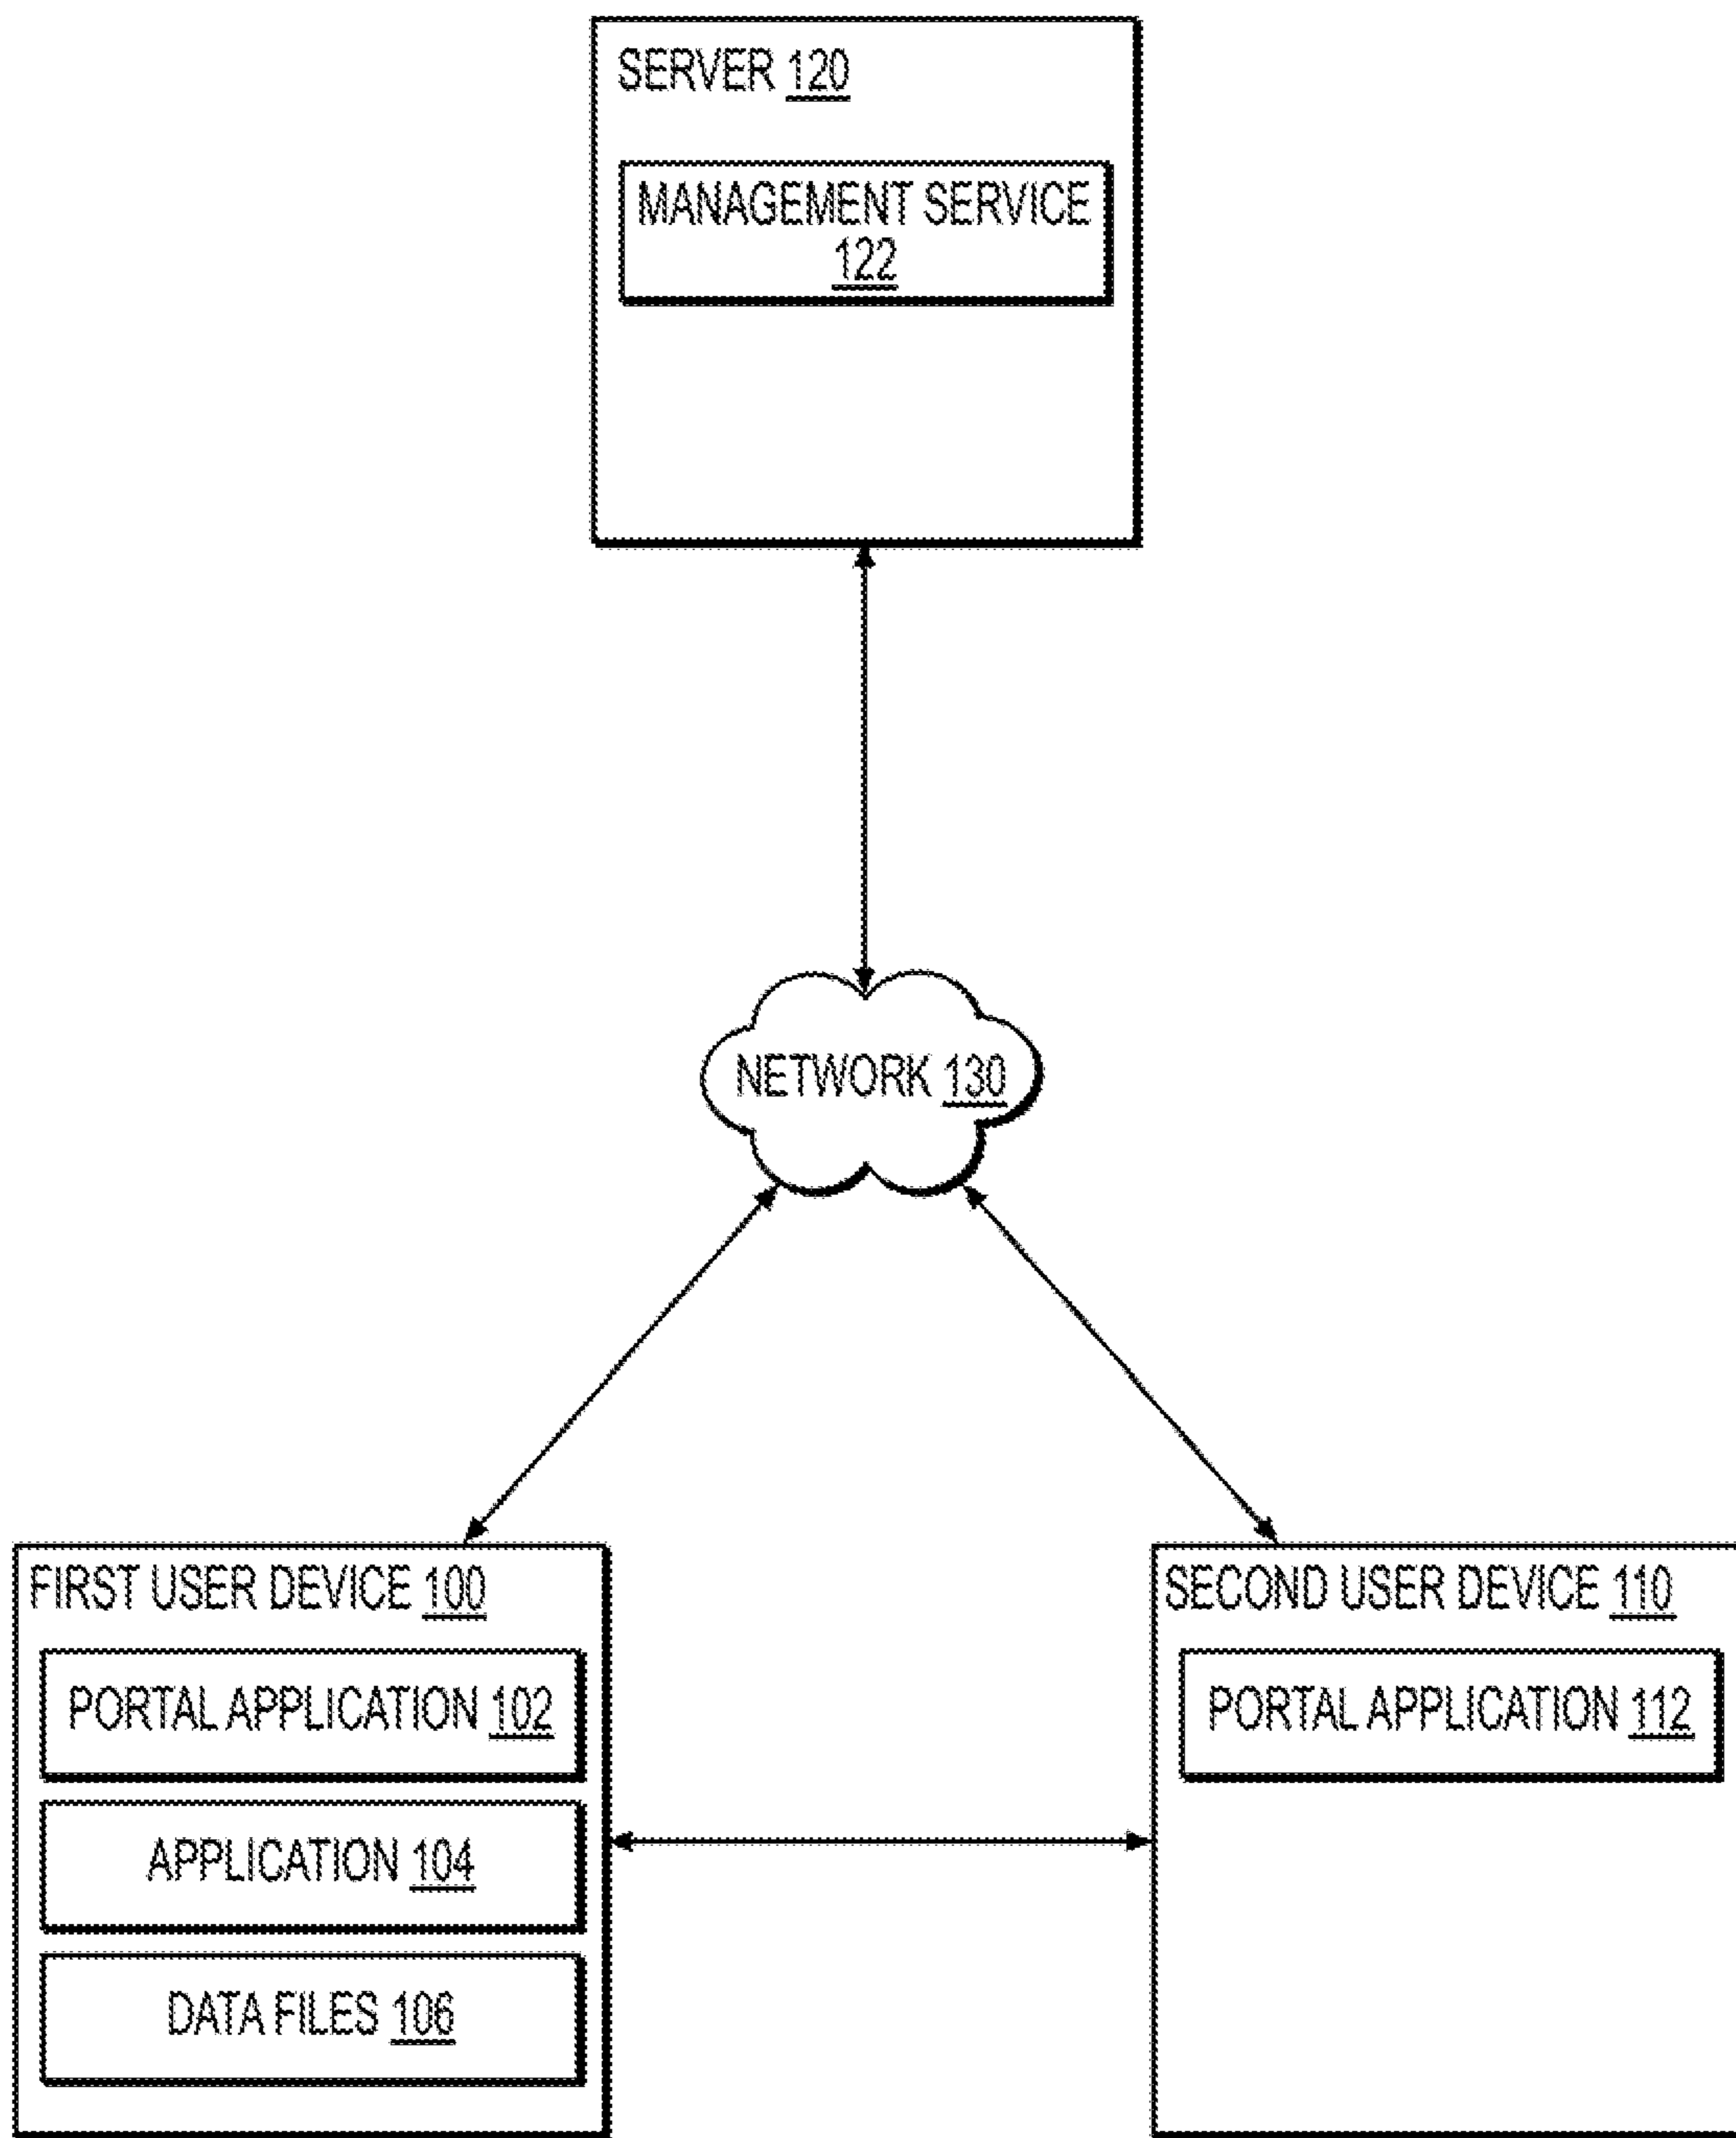 SERVER 120
MANAGEMENT SERVICE
122
NETWORK 130
FIRST USER DEVICE 100
PORTAL APPLICATION 102
APPLICATION 104
DATA FILES 106
SECOND USER DEVICE 110
PORTAL APPLICATION 112